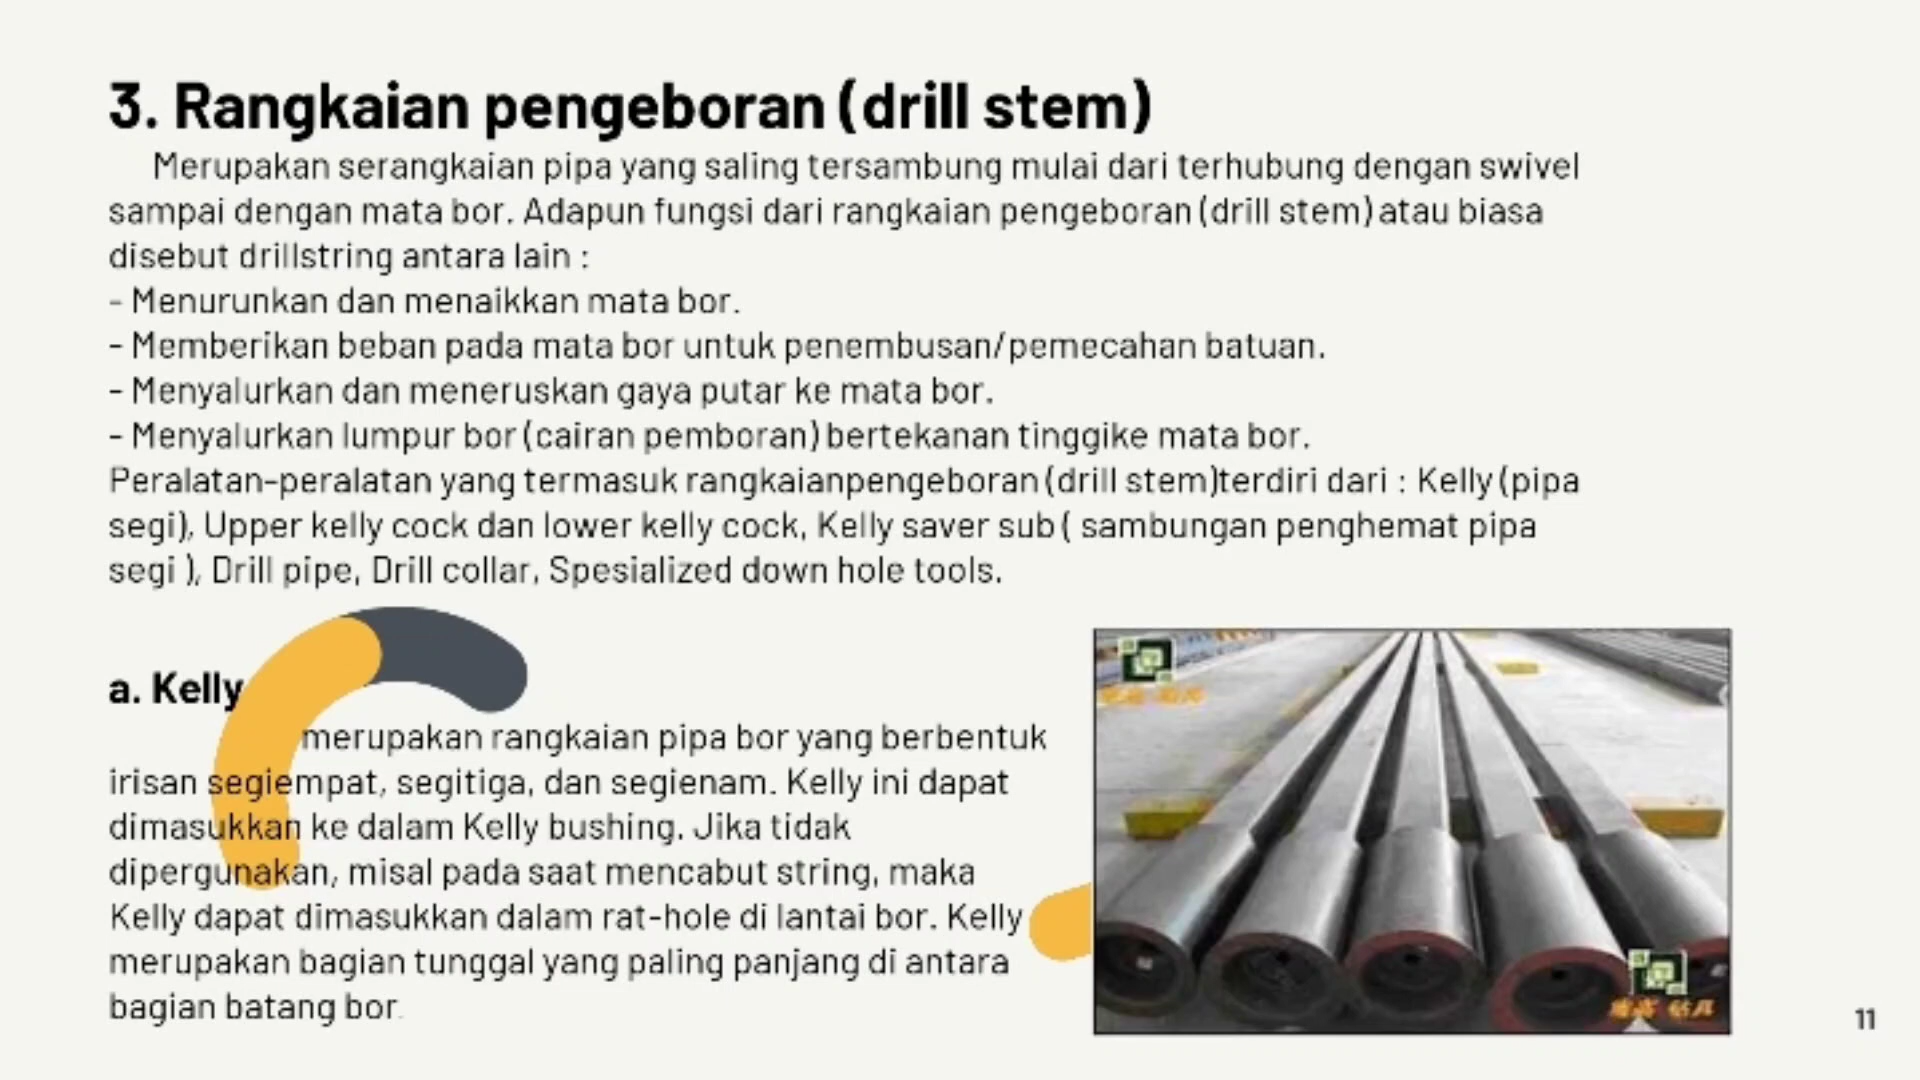 3. Rangkaian pengeboran (drill stem)
Merupakan serangkaian pipa yang saling tersambung mulai dari terhubung dengan swivel
sampai dengan mata bor. Adapun fungsi dari rangkaian pengeboran (drill stem) atau biasa
disebut drillstring antara lain :
- Menurunkan dan menaikkan mata bor.
- Memberikan beban pada mata bor untuk penembusan/pemecahan batuan.
- Menyalurkan dan meneruskan gaya putar ke mata bor.
- Menyalurkan lumpur bor (cairan pemboran) bertekanan tinggike mata bor.
Peralatan-peralatan yang termasuk rangkaianpengeboran (drill stem)terdiri dari : Kelly (pipa
segi), Upper kelly cock dan lower kelly cock, Kelly saver sub ( sambungan penghemat pipa
segi ), Drill pipe, Drill collar, Spesialized down hole tools.
a. Kelly
merupakan rangkaian pipa bor yang berbentuk
irisan segiempat, segitiga, dan segienam. Kelly ini dapat
dimasukkan ke dalam Kelly bushing. Jika tidak
dipergunakan, misal pada saat mencabut string, maka
Kelly dapat dimasukkan dalam rat-hole di lantai bor. Kelly
merupakan bagian tunggal yang paling panjang di antara
bagian batang bor.
11